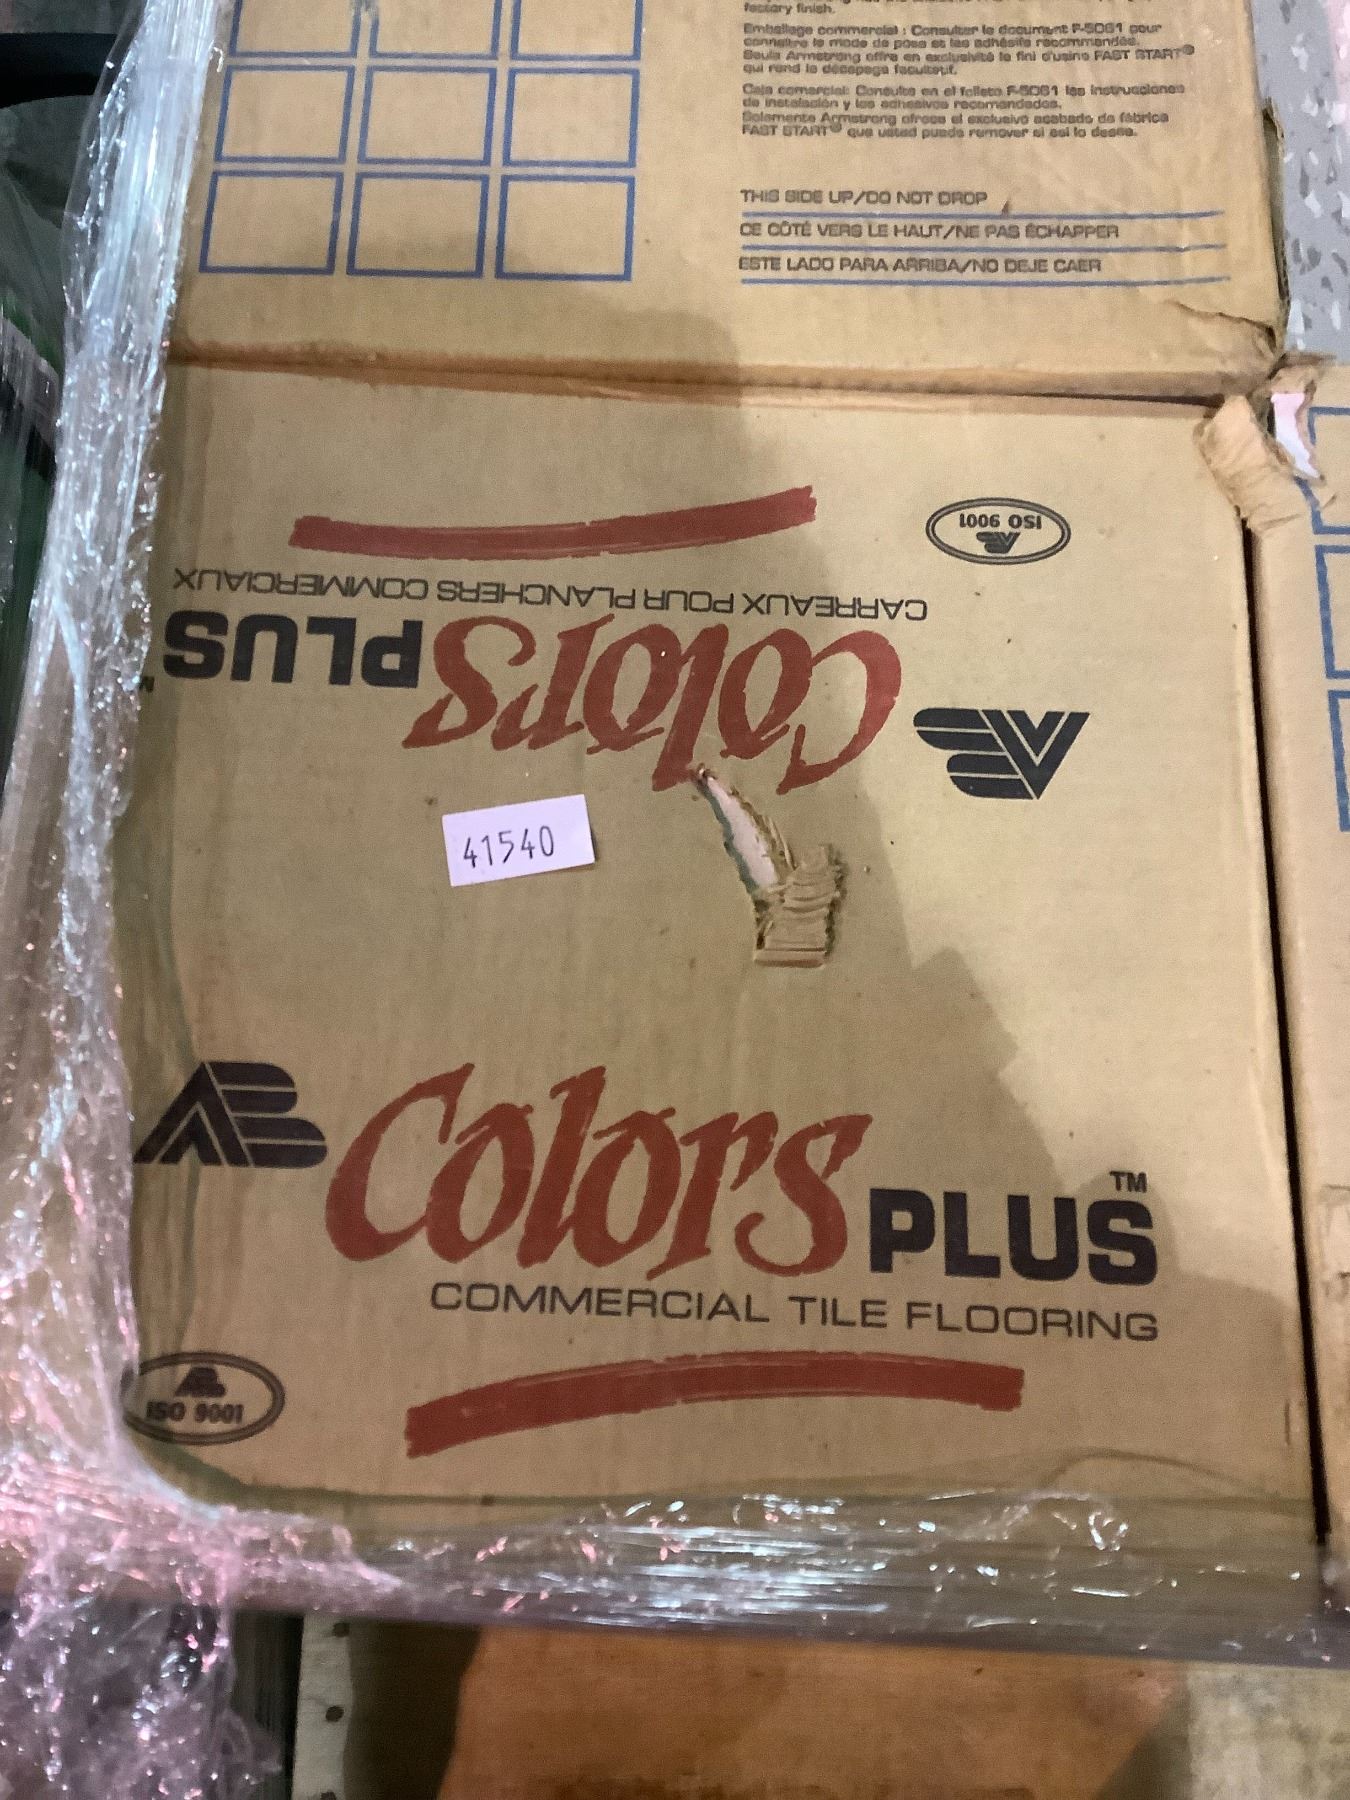 factory finish.
Emballage commercial : Consulter le document F-5061 pour
connaître le mode de pose et les adhésifs recommandés.
Seule Armstrong offre en exclusivité le fini d'usine FAST START®
qui rend le décapage facultatif.
Caja comercial: Consulte en el folleto F-5061 las instrucciones
de instalación y los adhesivos recomendados.
Solamente Armstrong ofrece el exclusivo acabado de fábrica
FAST START® que usted puede remover si así lo desea.
THIS SIDE UP/DO NOT DROP
CE CÔTÉ VERS LE HAUT/NE PAS ÉCHAPPER
ESTE LADO PARA ARRIBA/NO DEJE CAER
ISO 9001
CARREAUX POUR PLANCHERS COMMERCIAUX
Colors PLUS
41540
Colors PLUS™
COMMERCIAL TILE FLOORING
ISO 9001